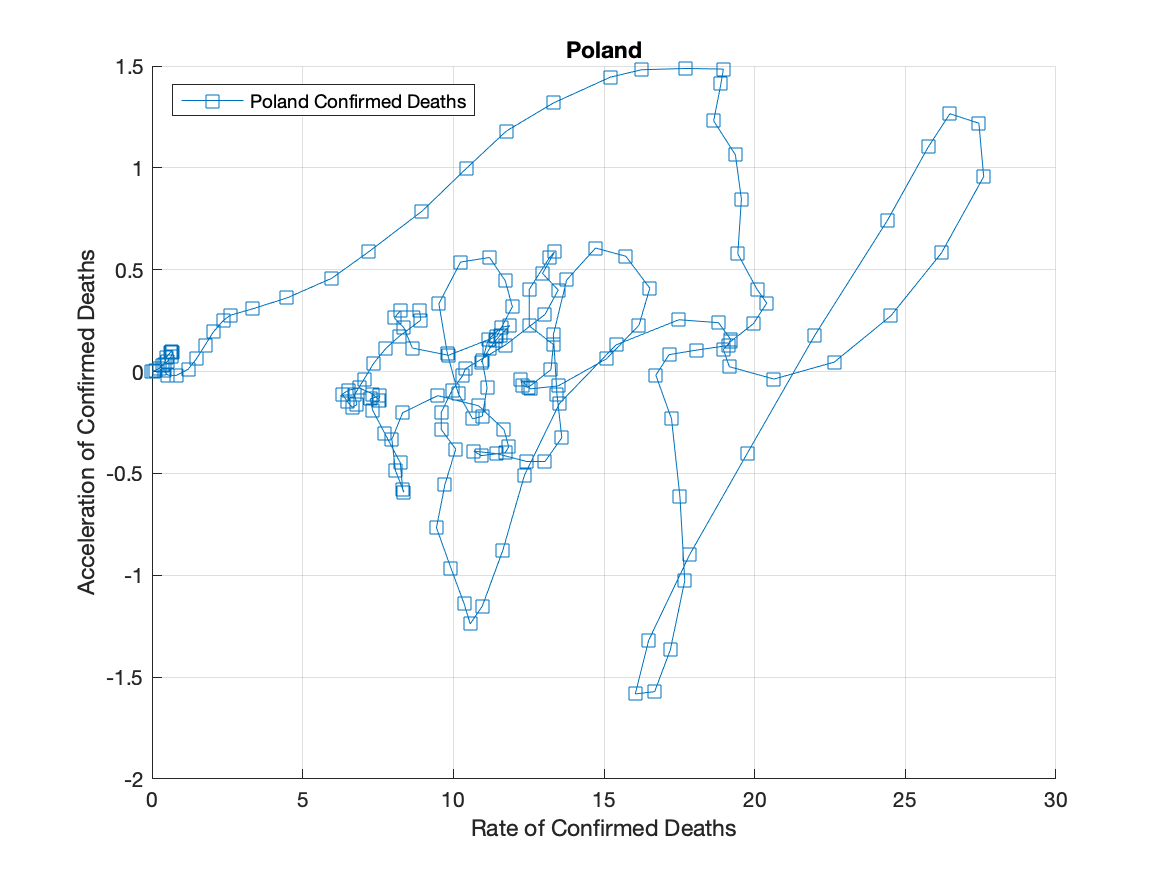 Poland
Poland Confirmed Deaths
1.5
1
0.5
0
-0.5
-1
-1.5
-2
Acceleration of Confirmed Deaths
0 5 10 15 20 25 30
Rate of Confirmed Deaths